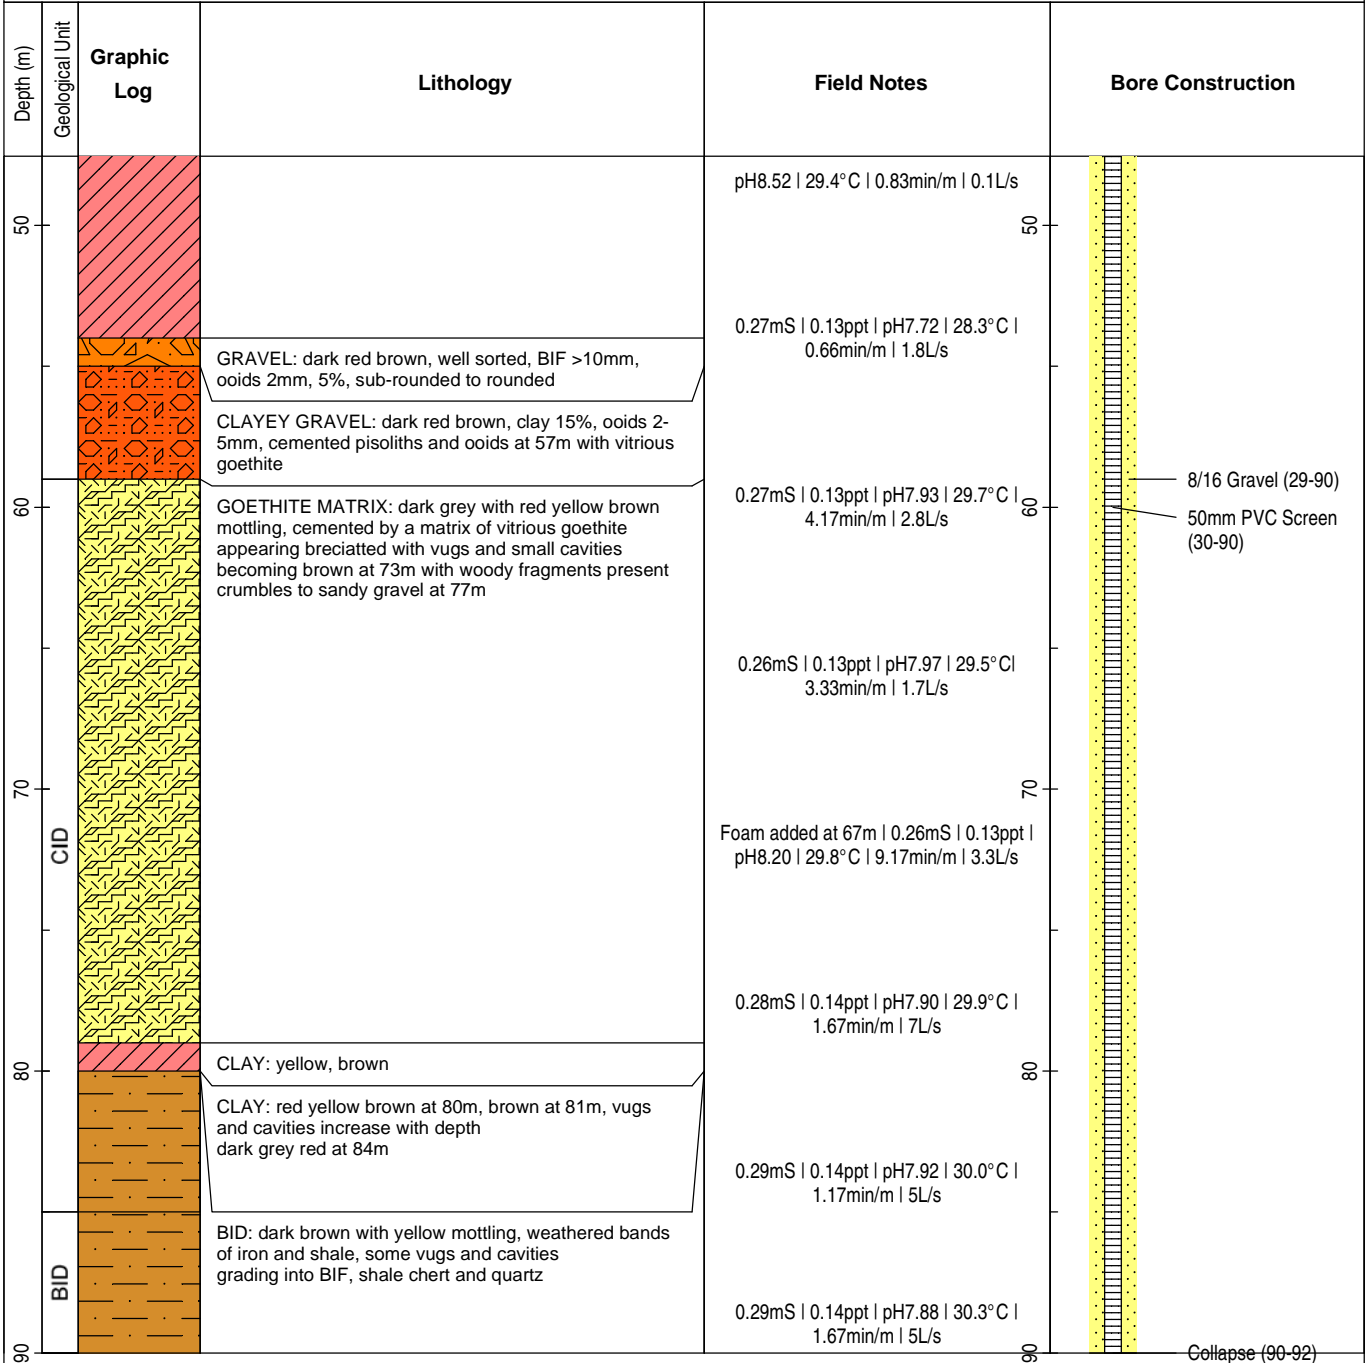 Depth (m)
Geological Unit
Graphic
Log
Lithology
Field Notes
Bore Construction
50
60
70
80
90
CID
BID
GRAVEL: dark red brown, well sorted, BIF >10mm,
ooids 2mm, 5%, sub-rounded to rounded
CLAYEY GRAVEL: dark red brown, clay 15%, ooids 2-
5mm, cemented pisoliths and ooids at 57m with vitrious
goethite
GOETHITE MATRIX: dark grey with red yellow brown
mottling, cemented by a matrix of vitrious goethite
appearing breciatted with vugs and small cavities
becoming brown at 73m with woody fragments present
crumbles to sandy gravel at 77m
CLAY: yellow, brown
CLAY: red yellow brown at 80m, brown at 81m, vugs
and cavities increase with depth
dark grey red at 84m
BID: dark brown with yellow mottling, weathered bands
of iron and shale, some vugs and cavities
grading into BIF, shale chert and quartz
pH8.52 | 29.4°C | 0.83min/m | 0.1L/s
0.27mS | 0.13ppt | pH7.72 | 28.3°C |
0.66min/m | 1.8L/s
0.27mS | 0.13ppt | pH7.93 | 29.7°C |
4.17min/m | 2.8L/s
0.26mS | 0.13ppt | pH7.97 | 29.5°C|
3.33min/m | 1.7L/s
Foam added at 67m | 0.26mS | 0.13ppt |
pH8.20 | 29.8°C | 9.17min/m | 3.3L/s
0.28mS | 0.14ppt | pH7.90 | 29.9°C |
1.67min/m | 7L/s
0.29mS | 0.14ppt | pH7.92 | 30.0°C |
1.17min/m | 5L/s
0.29mS | 0.14ppt | pH7.88 | 30.3°C |
1.67min/m | 5L/s
50
60
70
80
90
8/16 Gravel (29-90)
50mm PVC Screen
(30-90)
Collapse (90-92)